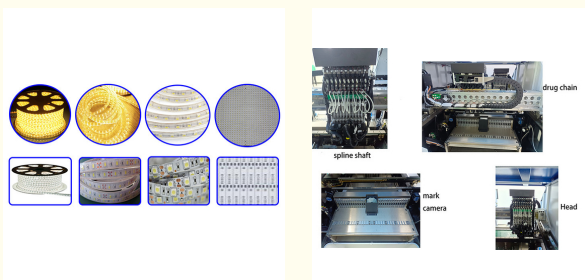 drug chain
spline shaft
mark
camera
Head